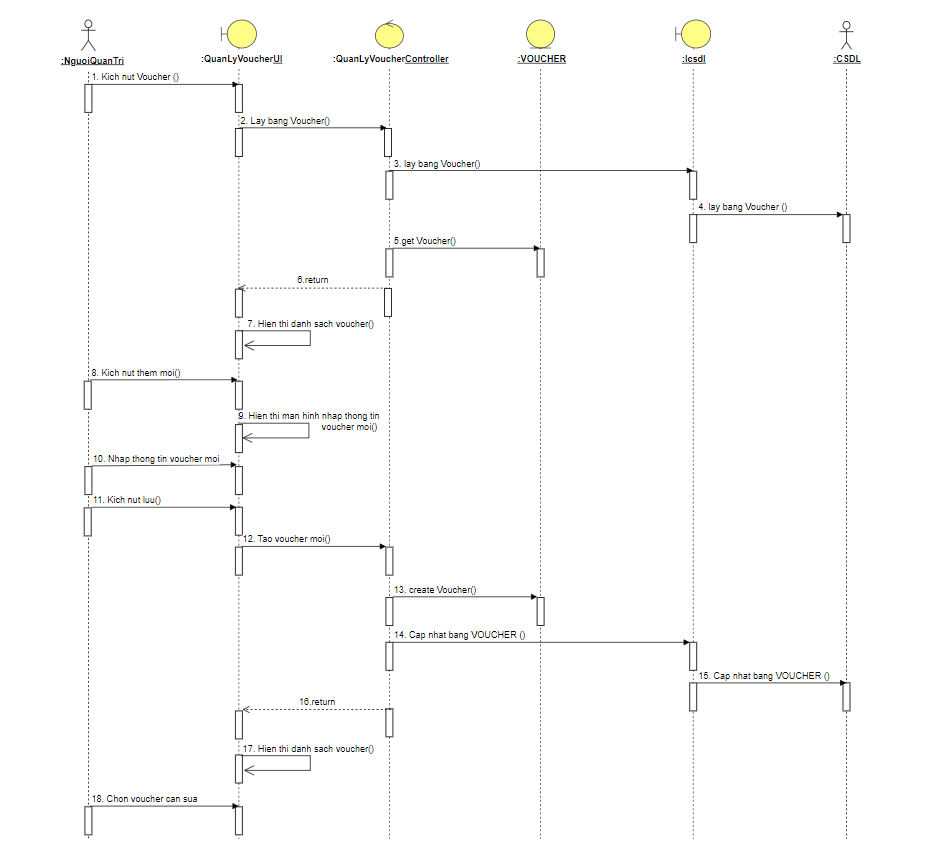 :NguoiQuanTri
:QuanLyVoucherUI
:QuanLyVoucherController
:VOUCHER
:Icsdl
:CSDL
1. Kich nut Voucher ()
2. Lay bang Voucher()
3. lay bang Voucher()
4. lay bang Voucher ()
5.get Voucher()
6.return
7. Hien thi danh sach voucher()
8. Kich nut them moi()
9. Hien thi man hinh nhap thong tin
voucher moi()
10. Nhap thong tin voucher moi
11. Kich nut luu()
12. Tao voucher moi()
13. create Voucher()
14. Cap nhat bang VOUCHER ()
15. Cap nhat bang VOUCHER ()
16.return
17. Hien thi danh sach voucher()
18. Chon voucher can sua